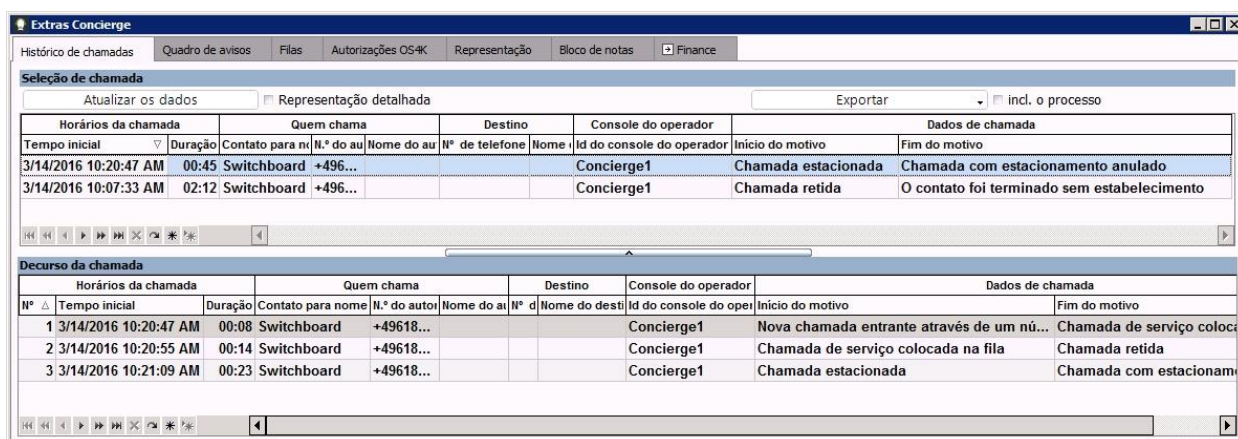 Extras Concierge
Histórico de chamadas Quadro de avisos Filas Autorizações OS4K Representação Bloco de notas Finance
Seleção de chamada
Atualizar os dados Representação detalhada Exportar incl. o processo
Horários da chamada Quem chama Destino Console do operador Dados de chamada
Tempo inicial Duração Contato para no N.º do au Nome do au Nº de telefone Nome Id do console do operador Início do motivo Fim do motivo
3/14/2016 10:20:47 AM 00:45 Switchboard +496... Concierge1 Chamada estacionada Chamada com estacionamento anulado
3/14/2016 10:07:33 AM 02:12 Switchboard +496... Concierge1 Chamada retida O contato foi terminado sem estabelecimento
Decurso da chamada
Horários da chamada Quem chama Destino Console do operador Dados de chamada
Nº Tempo inicial Duração Contato para nome N.º do autor Nome do au Nº d Nome do desti Id do console do oper Início do motivo Fim do motivo
1 3/14/2016 10:20:47 AM 00:08 Switchboard +49618... Concierge1 Nova chamada entrante através de um nú... Chamada de serviço coloca
2 3/14/2016 10:20:55 AM 00:14 Switchboard +49618... Concierge1 Chamada de serviço colocada na fila Chamada retida
3 3/14/2016 10:21:09 AM 00:23 Switchboard +49618... Concierge1 Chamada estacionada Chamada com estacionam